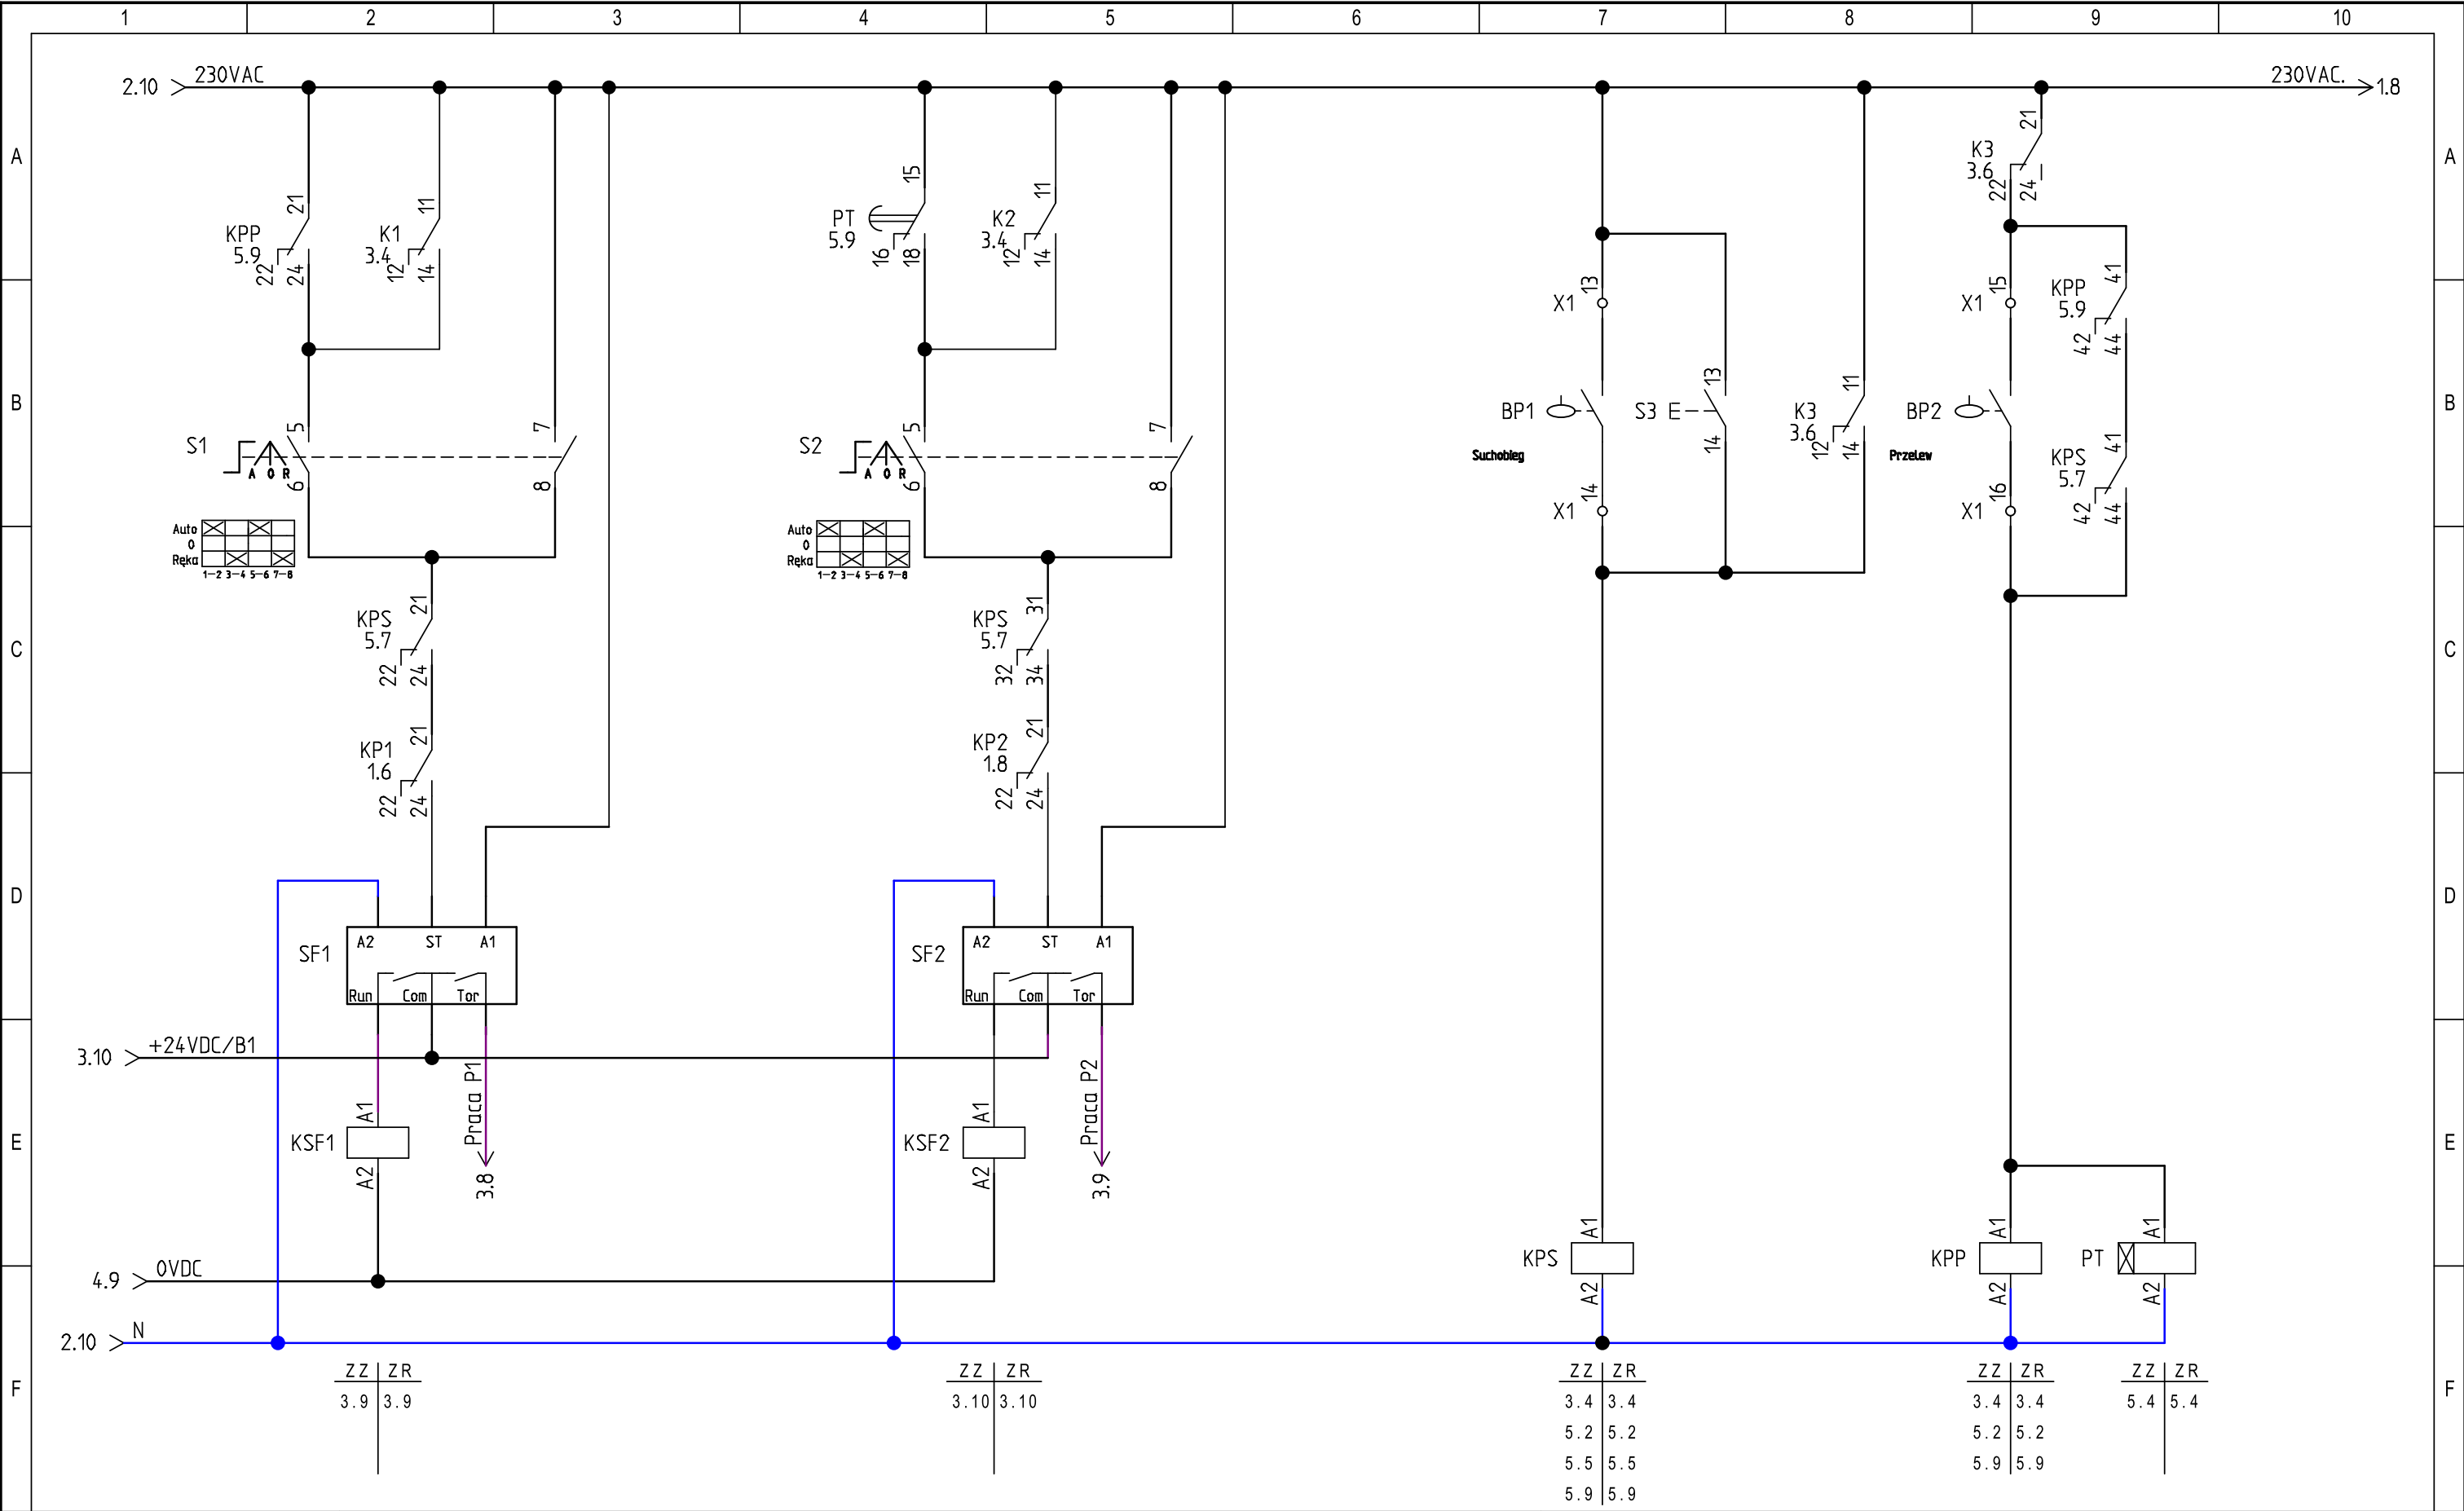 1 2 3 4 5 6 7 8 9 10
2.10 230VAC 230VAC. 1.8
A A
K3 3.6 21 22 24
KPP 5.9 21 22 24
K1 3.4 11 12 14
PT 5.9 15 16 18
K2 3.4 11 12 14
X1 13
X1 15
KPP 5.9 41 42 44
B B
S1 5 6 7 8
A O R
S2 5 6 7 8
A O R
BP1
Suchobieg
S3 13 14
K3 3.6 11 12 14
BP2
Przelew
KPS 5.7 41 42 44
X1 14
X1 16
Auto
0
Ręka
1-2 3-4 5-6 7-8
Auto
0
Ręka
1-2 3-4 5-6 7-8
C C
KPS 5.7 21 22 24
KPS 5.7 31 32 34
KP1 1.6 21 22 24
KP2 1.8 21 22 24
D D
SF1 A2 ST A1
Run Com Tor
SF2 A2 ST A1
Run Com Tor
3.10 +24VDC/B1
E E
KSF1 A1 A2
Praca P1 3.8
KSF2 A1 A2
Praca P2 3.9
KPS A1 A2
KPP A1 A2
PT A1 A2
4.9 0VDC
2.10 N
F F
ZZ ZR
3.9 3.9
ZZ ZR
3.10 3.10
ZZ ZR
3.4 3.4
5.2 5.2
5.5 5.5
5.9 5.9
ZZ ZR
3.4 3.4
5.2 5.2
5.9 5.9
ZZ ZR
5.4 5.4